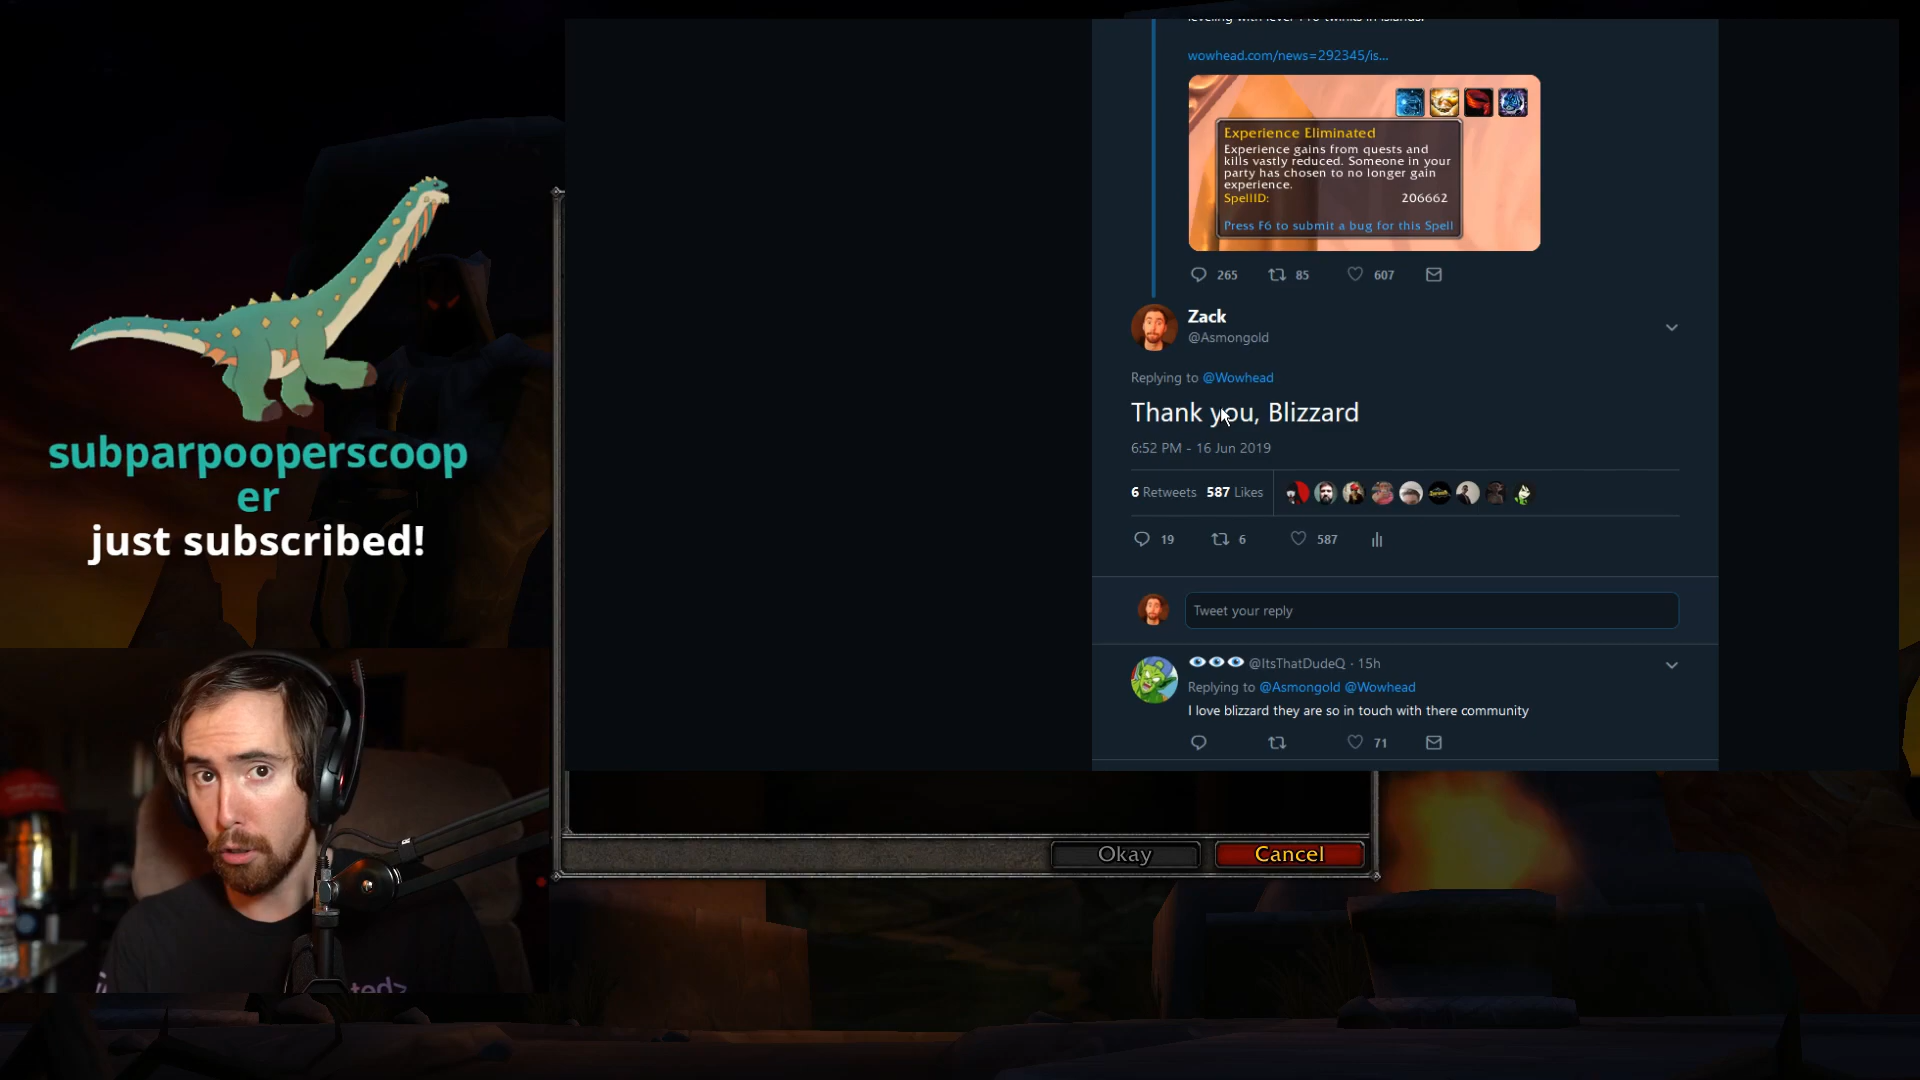 wowhead.com/news=292345/is...
Experience Eliminated
Experience gains from quests and
kills vastly reduced. Someone in your
party has chosen to no longer gain
experience.
SpellID: 206662
Press F6 to submit a bug for this Spell
265 85 607
Zack
@Asmongold
Replying to @Wowhead
Thank you, Blizzard
6:52 PM - 16 Jun 2019
6 Retweets 587 Likes
19 6 587
Tweet your reply
@ItsThatDudeQ · 15h
Replying to @Asmongold @Wowhead
I love blizzard they are so in touch with there community
71
Okay Cancel
subparpooperscoop
er
just subscribed!
ted>